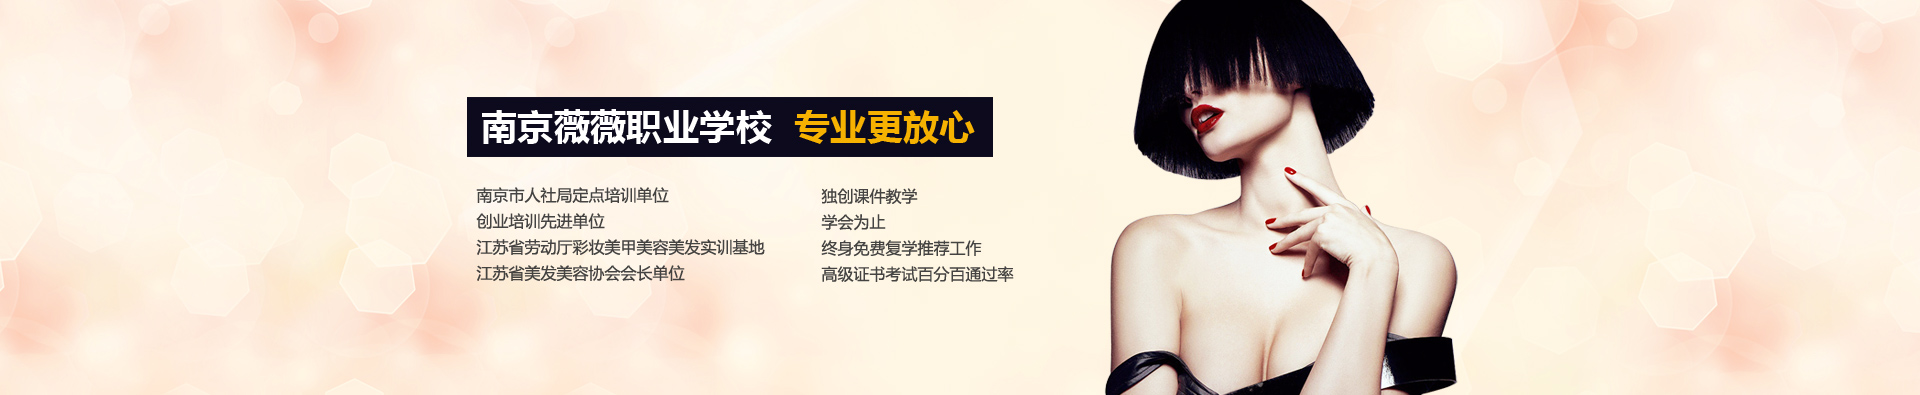 南京薇薇职业学校 专业更放心
南京市人社局定点培训单位
创业培训先进单位
江苏省劳动厅彩妆美甲美容美发实训基地
江苏省美发美容协会会长单位
独创课件教学
学会为止
终身免费复学推荐工作
高级证书考试百分百通过率